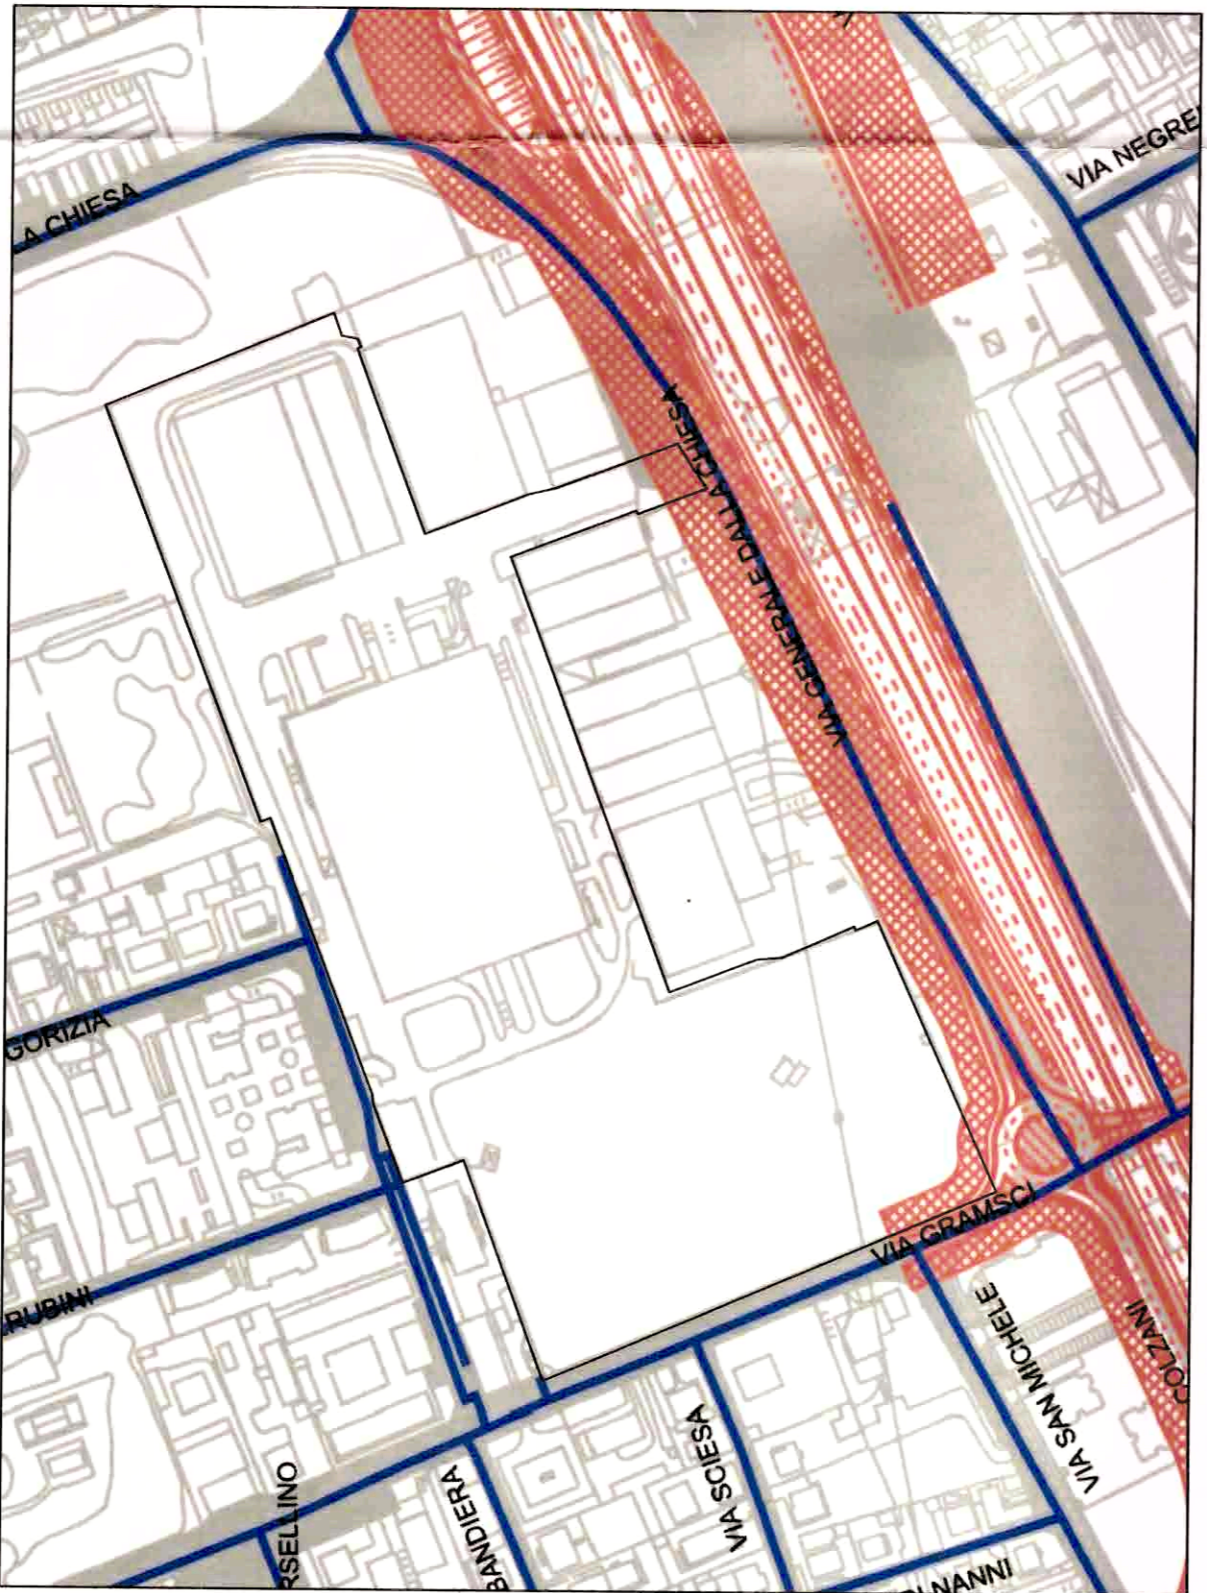 VIA NEGRE
LA CHIESA
VIA GENERALE DALLA CHIESA
GORIZIA
VIA GRAMSCI
RUBINI
VIA SAN MICHELE
COLZANI
VIA SCIESA
BANDIERA
RSELLINO
NANNI